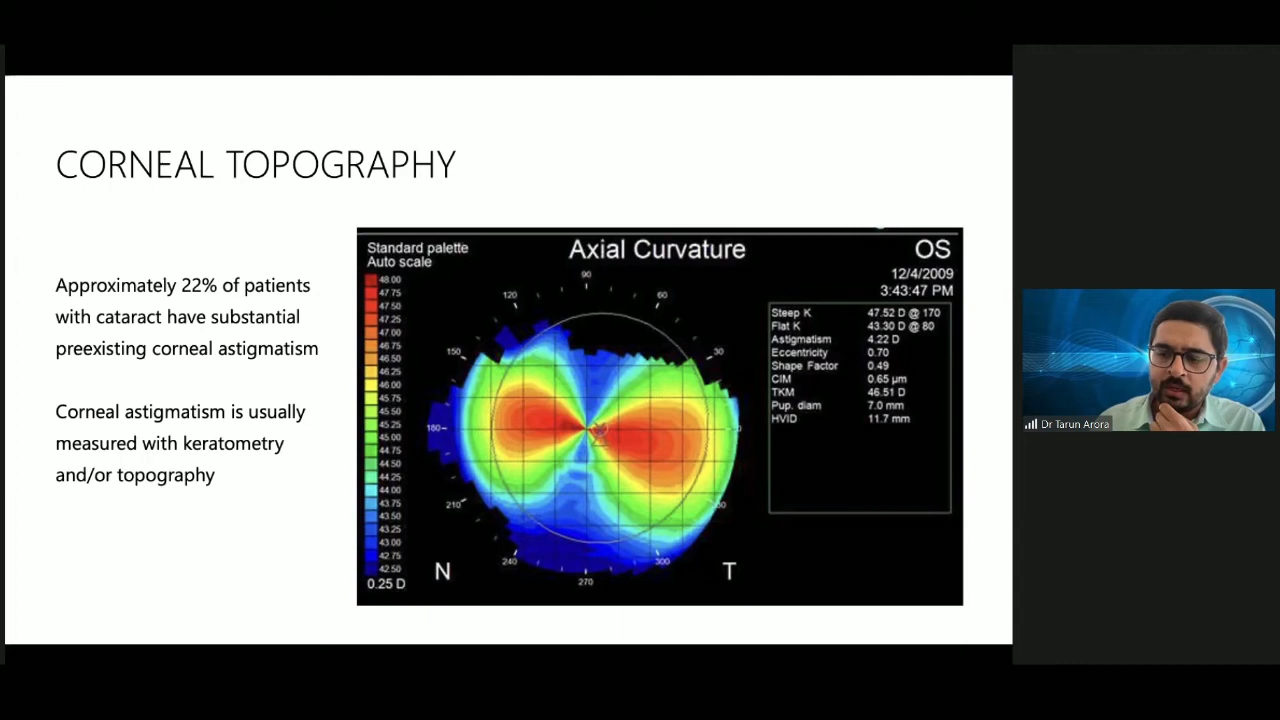 CORNEAL TOPOGRAPHY
Approximately 22% of patients
with cataract have substantial
preexisting corneal astigmatism
Corneal astigmatism is usually
measured with keratometry
and/or topography
Standard palette
Auto scale
Axial Curvature
OS
12/4/2009
3:43:47 PM
48.00
47.75
47.50
47.25
47.00
46.50
46.50
46.00
45.75
45.50
45.25
45.00
44.75
44.50
44.25
44.00
43.75
43.50
43.25
43.00
42.75
42.50
0.25 D
90
120
60
150
30
180
210
240
300
270
N
T
Steep K 47.52 D @ 170
Flat K 43.30 D @ 80
Astigmatism 4.22 D
Eccentricity 0.70
Shape Factor 0.49
CIM 0.65 µm
TKM 46.51 D
Pup. diam 7.0 mm
HVID 11.7 mm
Dr Tarun Arora